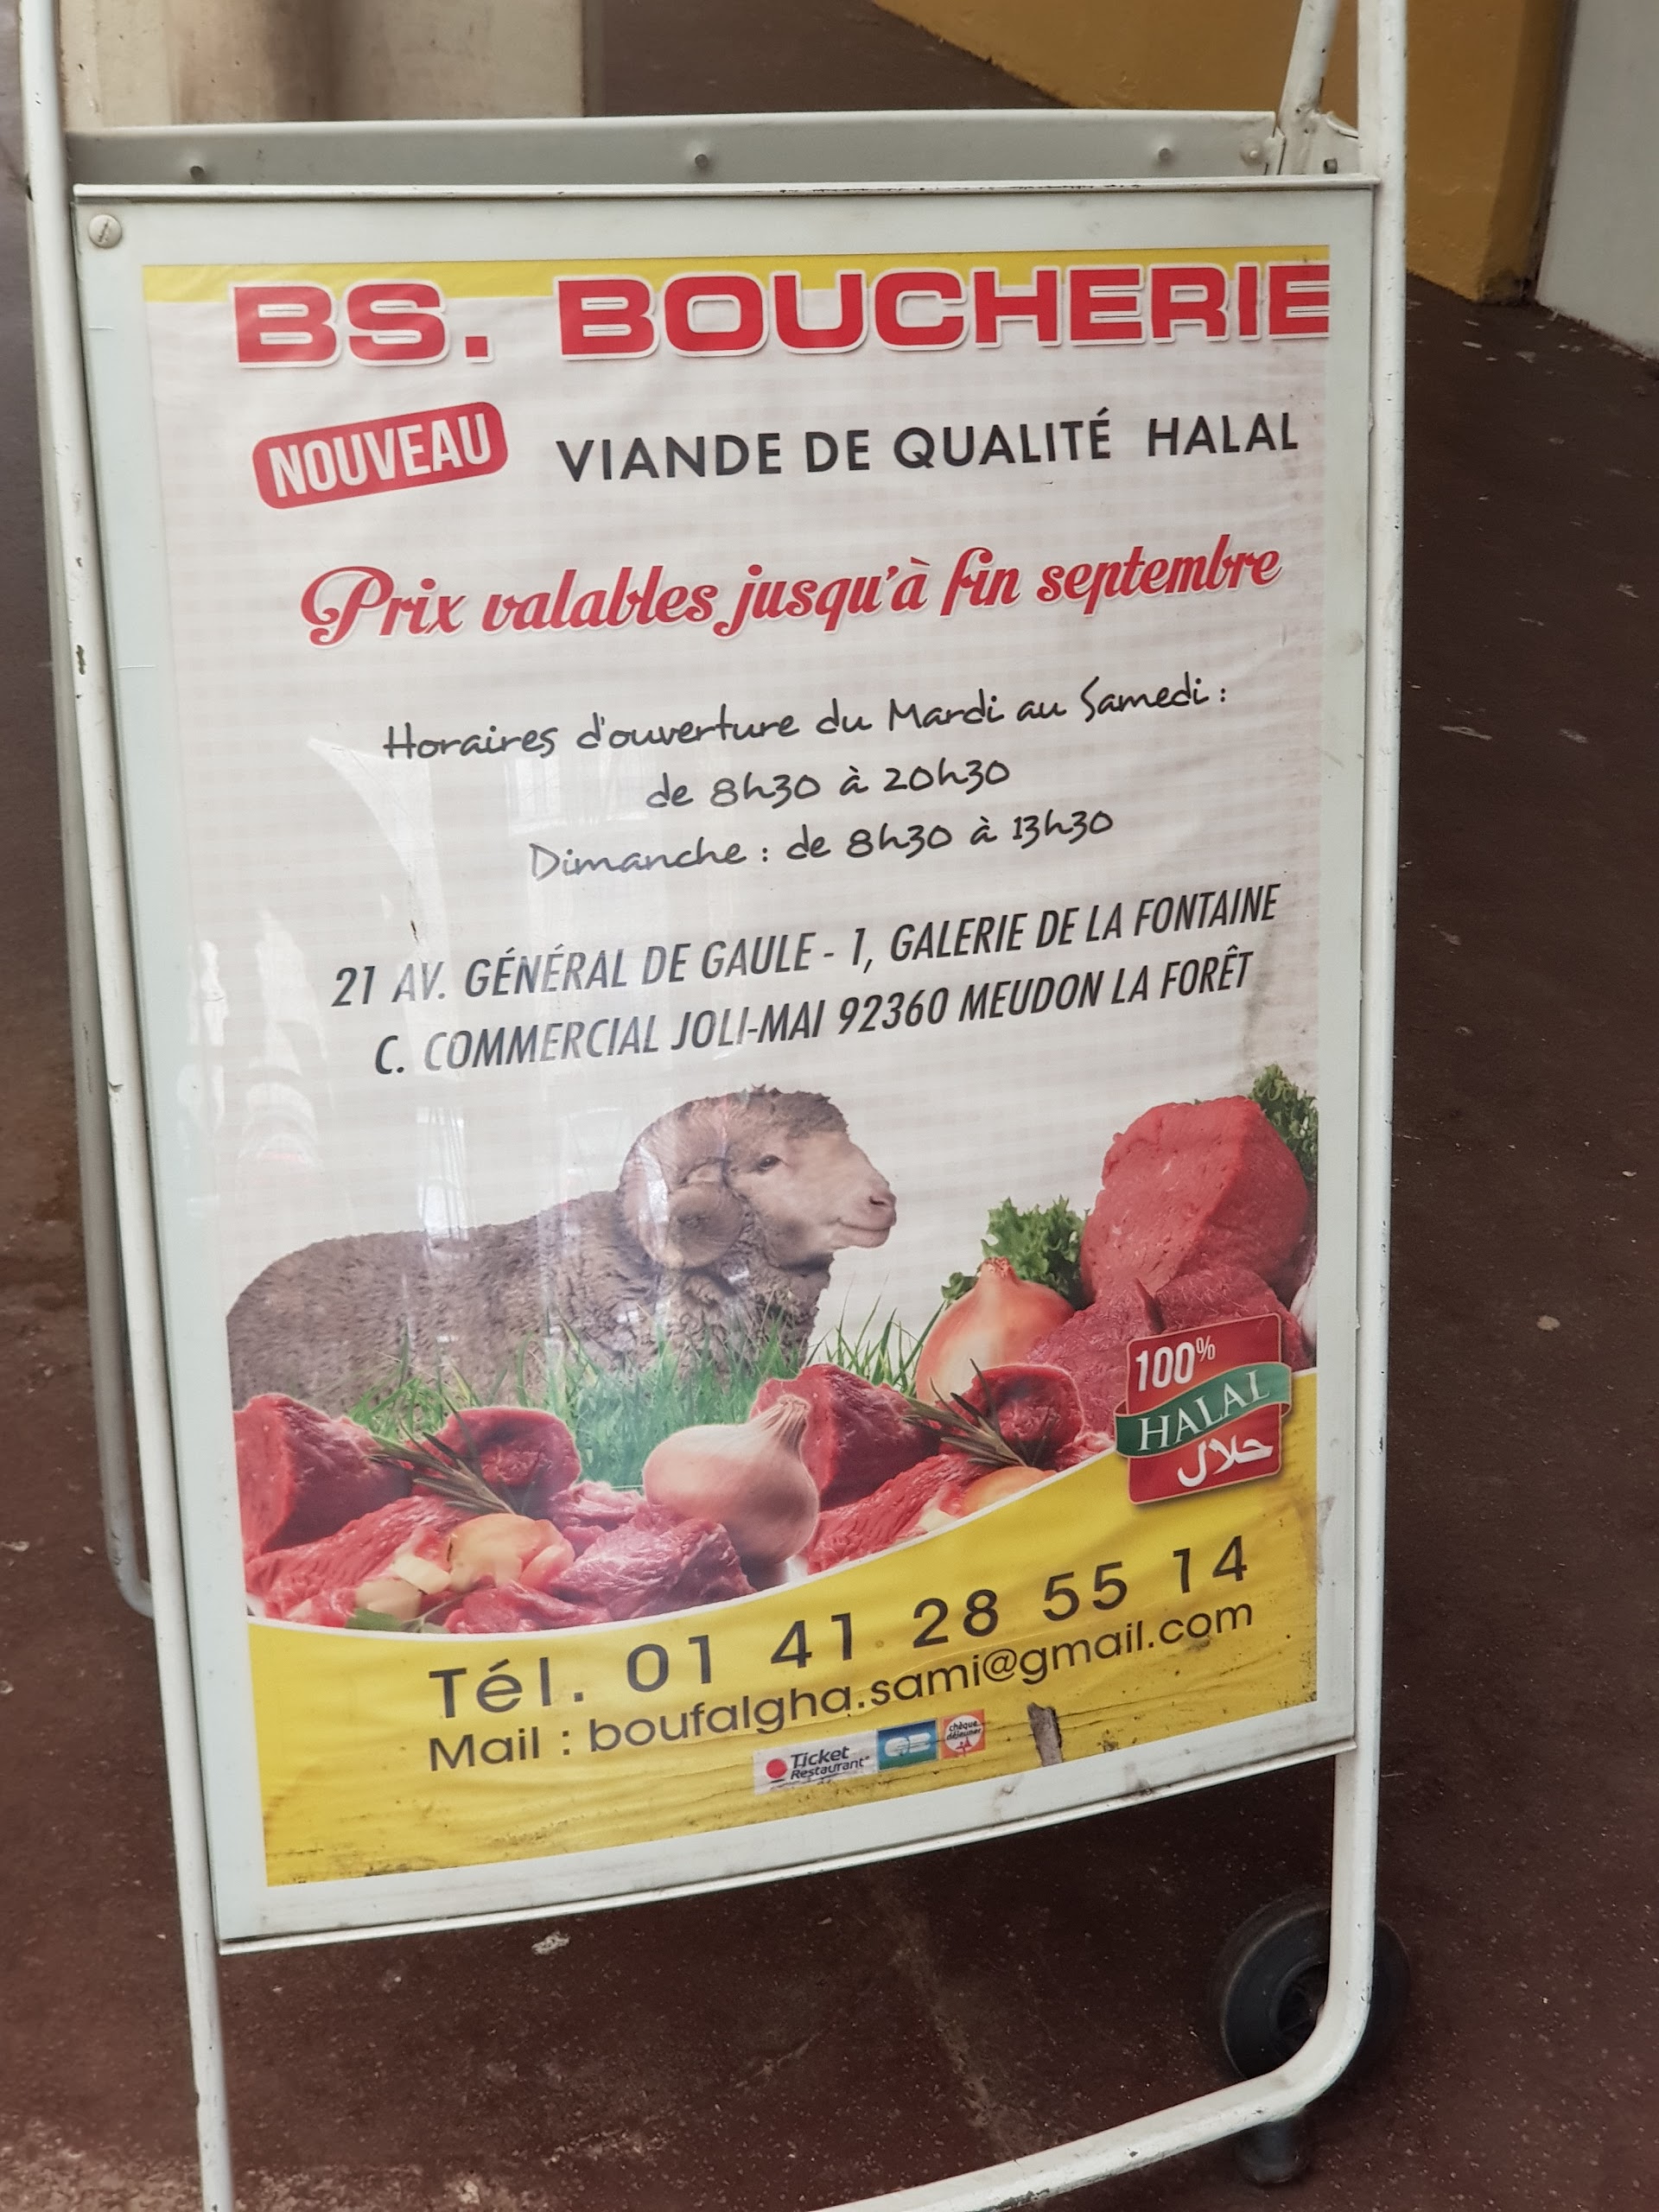 BS. BOUCHERIE
NOUVEAU VIANDE DE QUALITÉ HALAL
Prix valables jusqu'à fin septembre
Horaires d'ouverture du Mardi au Samedi :
de 8h30 à 20h30
Dimanche : de 8h30 à 13h30
21 AV. GÉNÉRAL DE GAULE - 1, GALERIE DE LA FONTAINE
C. COMMERCIAL JOLI-MAI 92360 MEUDON LA FORÊT
100%
HALAL
حلال
Tél. 01 41 28 55 14
Mail : boufalgha.sami@gmail.com
Ticket
Restaurant
CB
chèque
déjeuner